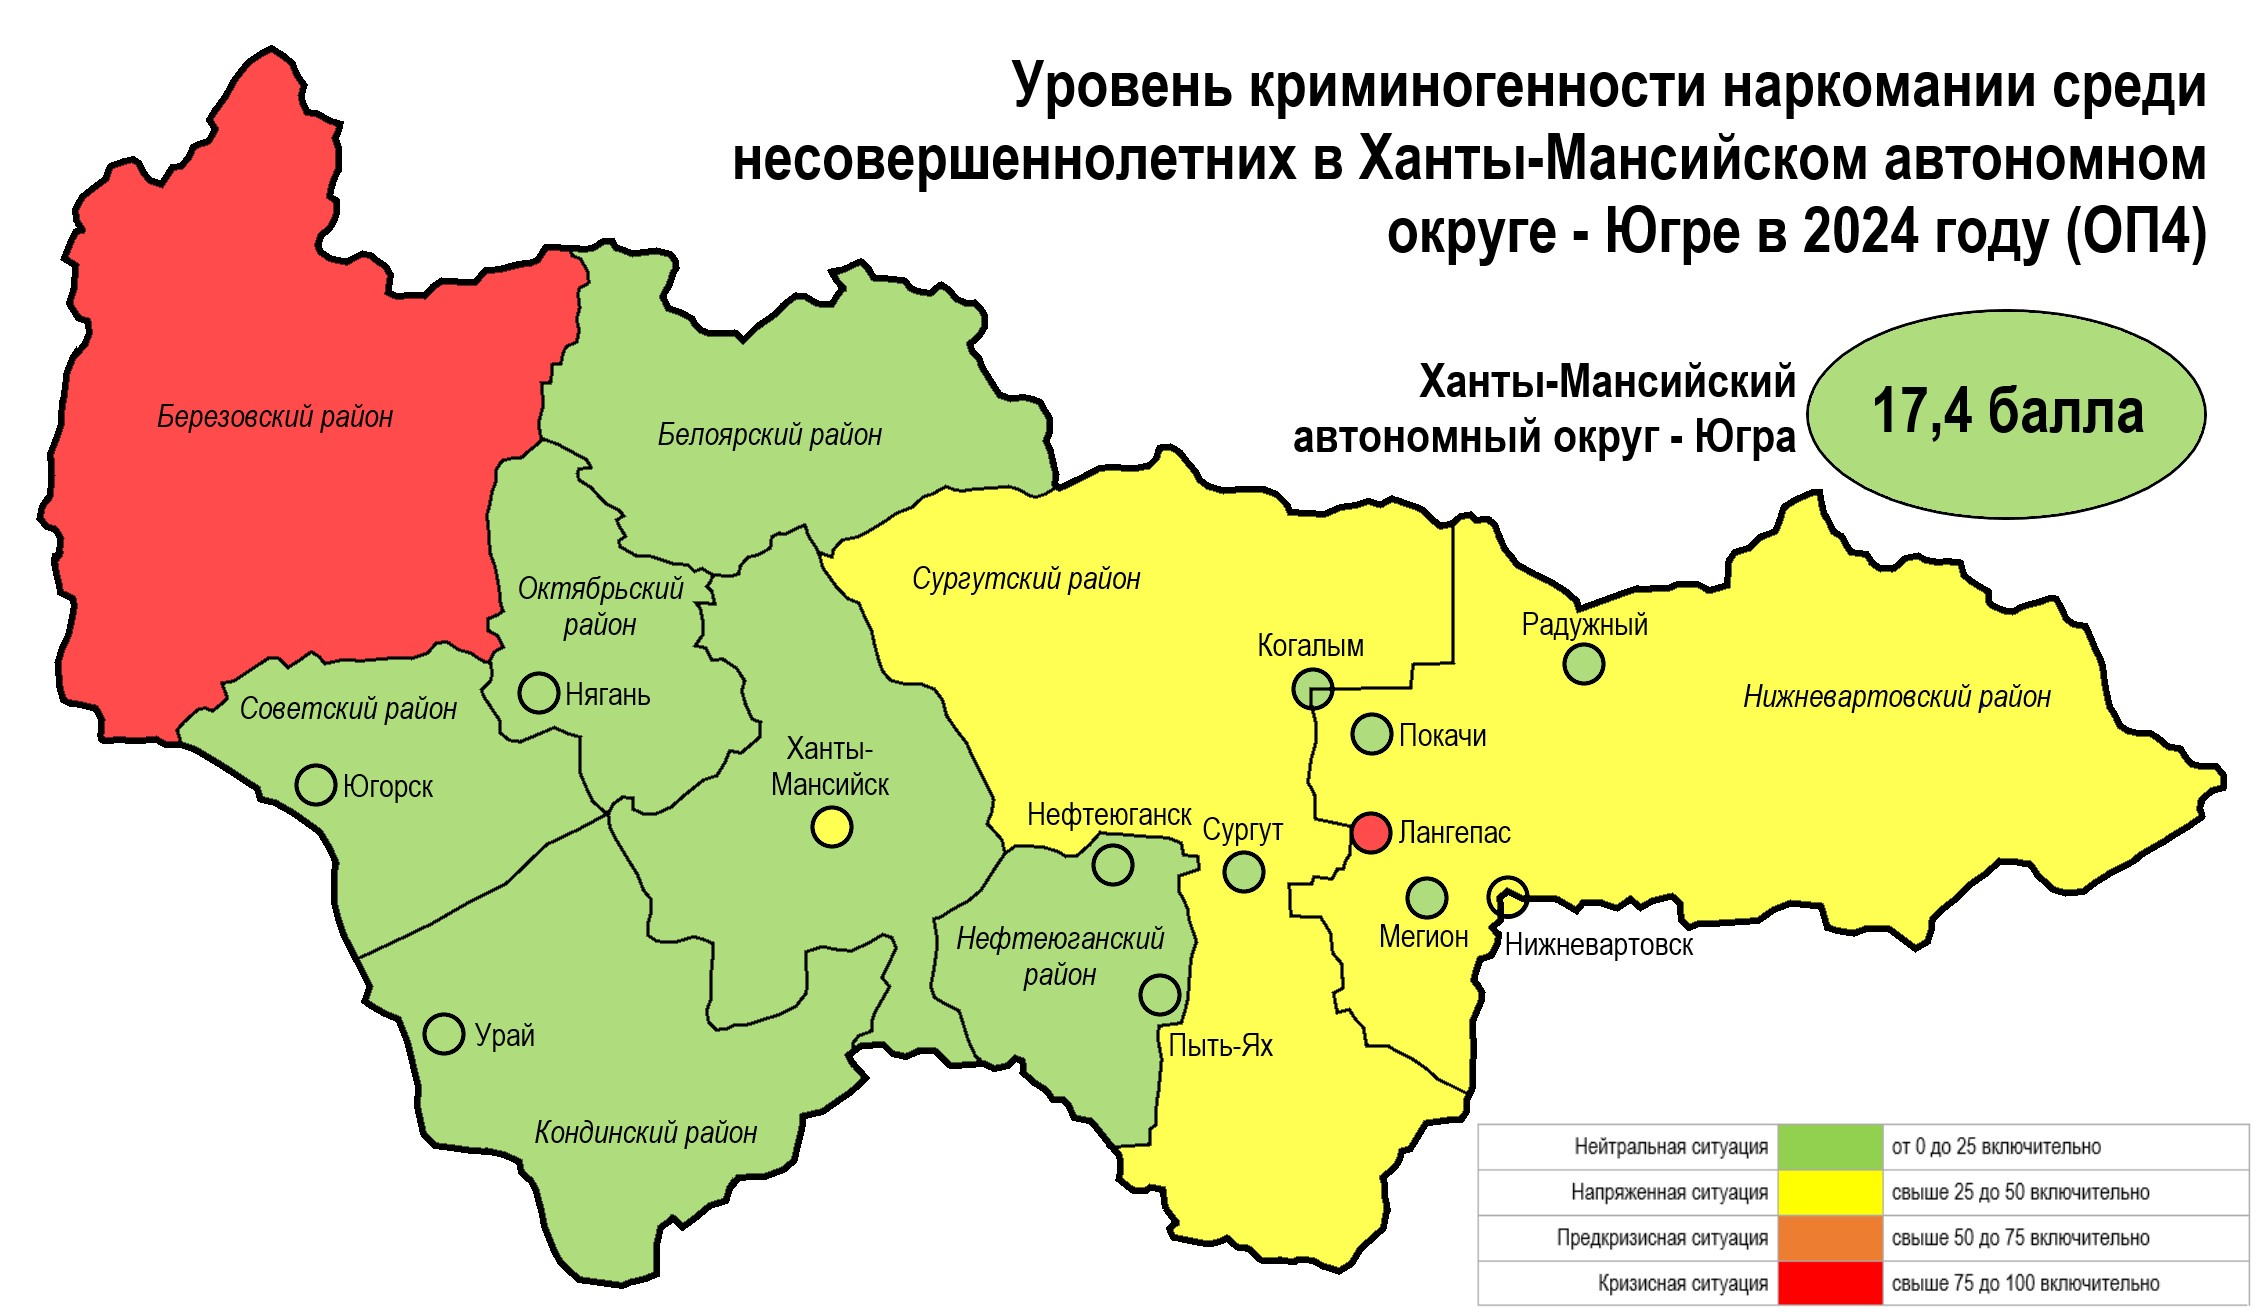 Уровень криминогенности наркомании среди
несовершеннолетних в Ханты-Мансийском автономном
округе - Югре в 2024 году (ОП4)
Ханты-Мансийский
автономный округ - Югра
17,4 балла
Березовский район
Белоярский район
Октябрьский
район
Сургутский район
Радужный
Когалым
Нижневартовский район
Нягань
Советский район
Покачи
Ханты-
Мансийск
Югорск
Нефтеюганск
Сургут
Лангепас
Мегион
Нижневартовск
Нефтеюганский
район
Урай
Пыть-Ях
Кондинский район
Нейтральная ситуация от 0 до 25 включительно
Напряженная ситуация свыше 25 до 50 включительно
Предкризисная ситуация свыше 50 до 75 включительно
Кризисная ситуация свыше 75 до 100 включительно